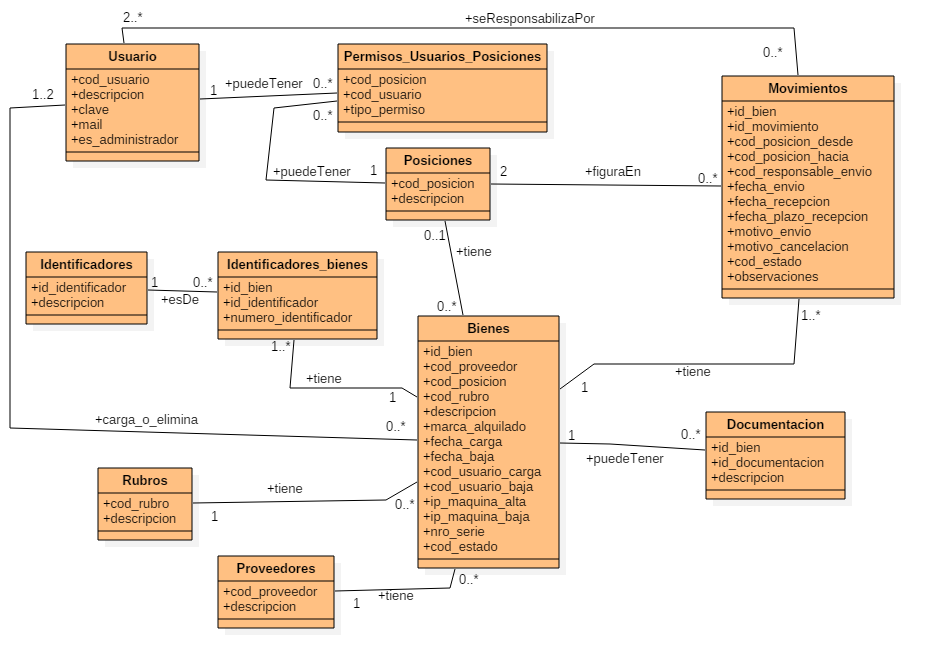 2..*
+seResponsabilizaPor
0..*
Usuario
+cod_usuario
+descripcion
+clave
+mail
+es_administrador
1..2
1
+puedeTener
0..*
Permisos_Usuarios_Posiciones
+cod_posicion
+cod_usuario
+tipo_permiso
0..*
+puedeTener
1
Posiciones
+cod_posicion
+descripcion
2
+figuraEn
0..*
Movimientos
+id_bien
+id_movimiento
+cod_posicion_desde
+cod_posicion_hacia
+cod_responsable_envio
+fecha_envio
+fecha_recepcion
+fecha_plazo_recepcion
+motivo_envio
+motivo_cancelacion
+cod_estado
+observaciones
0..1
+tiene
0..*
Identificadores
+id_identificador
+descripcion
1
+esDe
0..*
Identificadores_bienes
+id_bien
+id_identificador
+numero_identificador
1..*
+tiene
1
Bienes
+id_bien
+cod_proveedor
+cod_posicion
+cod_rubro
+descripcion
+marca_alquilado
+fecha_carga
+fecha_baja
+cod_usuario_carga
+cod_usuario_baja
+ip_maquina_alta
+ip_maquina_baja
+nro_serie
+cod_estado
1..*
+tiene
1
+carga_o_elimina
0..*
1
+puedeTener
0..*
Documentacion
+id_bien
+id_documentacion
+descripcion
Rubros
+cod_rubro
+descripcion
1
+tiene
0..*
Proveedores
+cod_proveedor
+descripcion
1
+tiene
0..*